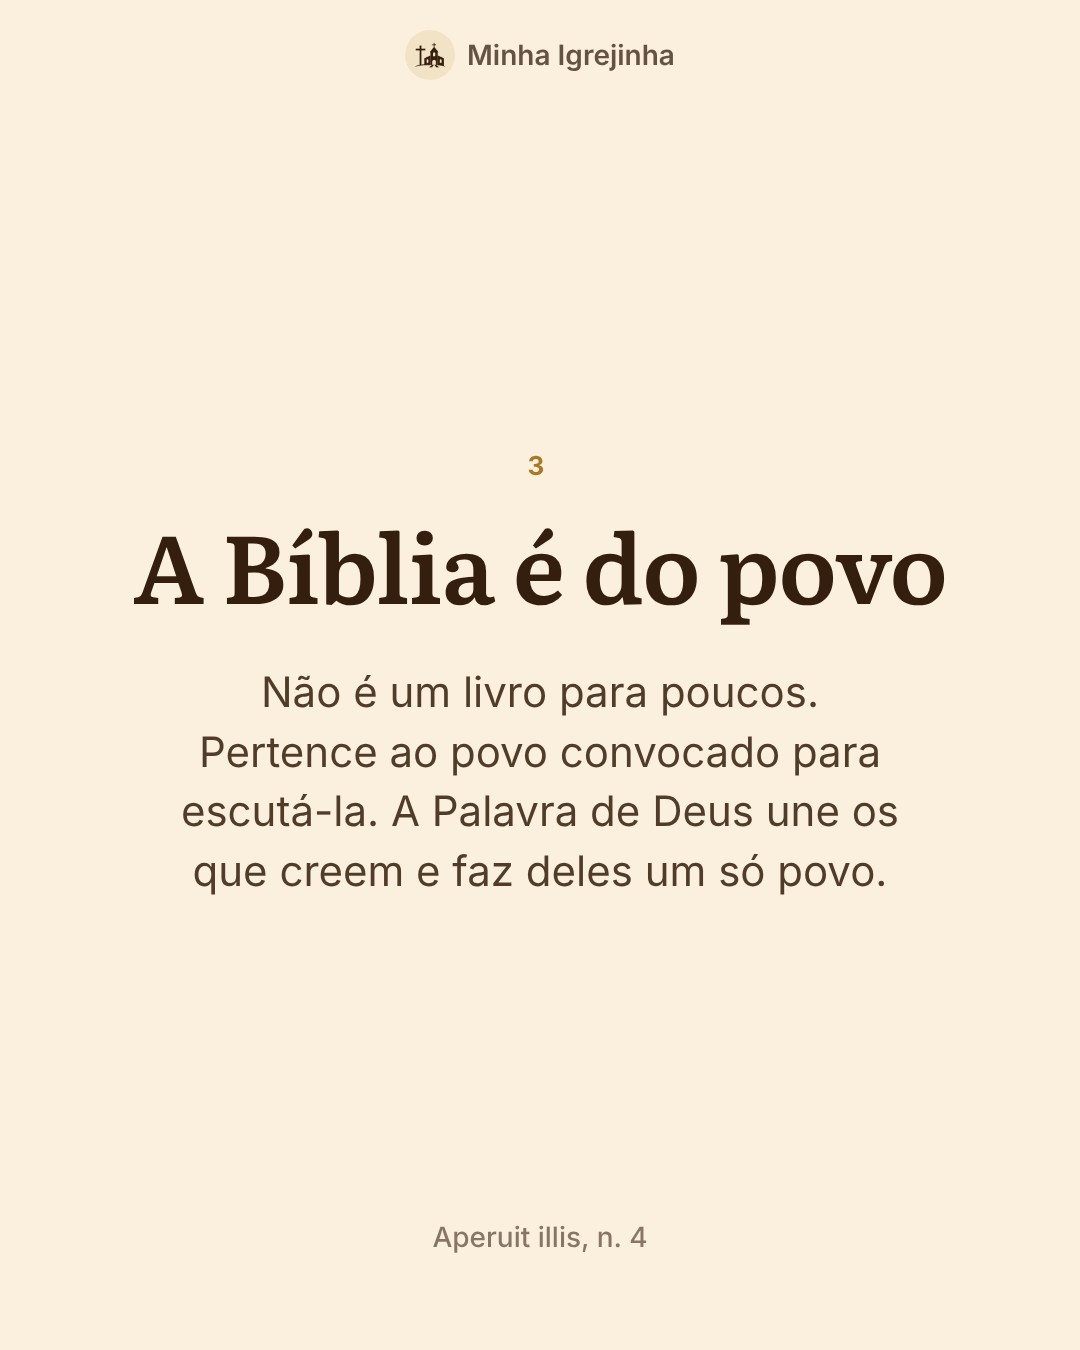 Minha Igrejinha
3
A Bíblia é do povo
Não é um livro para poucos.
Pertence ao povo convocado para
escutá-la. A Palavra de Deus une os
que creem e faz deles um só povo.
Aperuit illis, n. 4